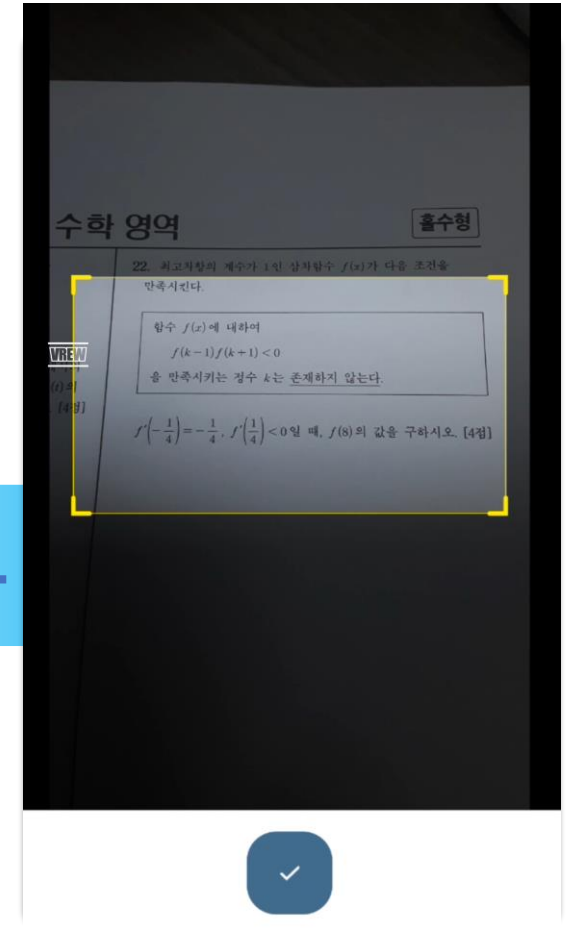 수학 영역
홀수형
22. 최고차항의 계수가 1인 삼차함수 f(x)가 다음 조건을
만족시킨다.
함수 f(x)에 대하여
f(k-1)f(k+1)<0
을 만족시키는 정수 k는 존재하지 않는다.
VREW
(t)의
[4점]
f'(-1/4)=-1/4, f'(1/4)<0일 때, f(8)의 값을 구하시오. [4점]